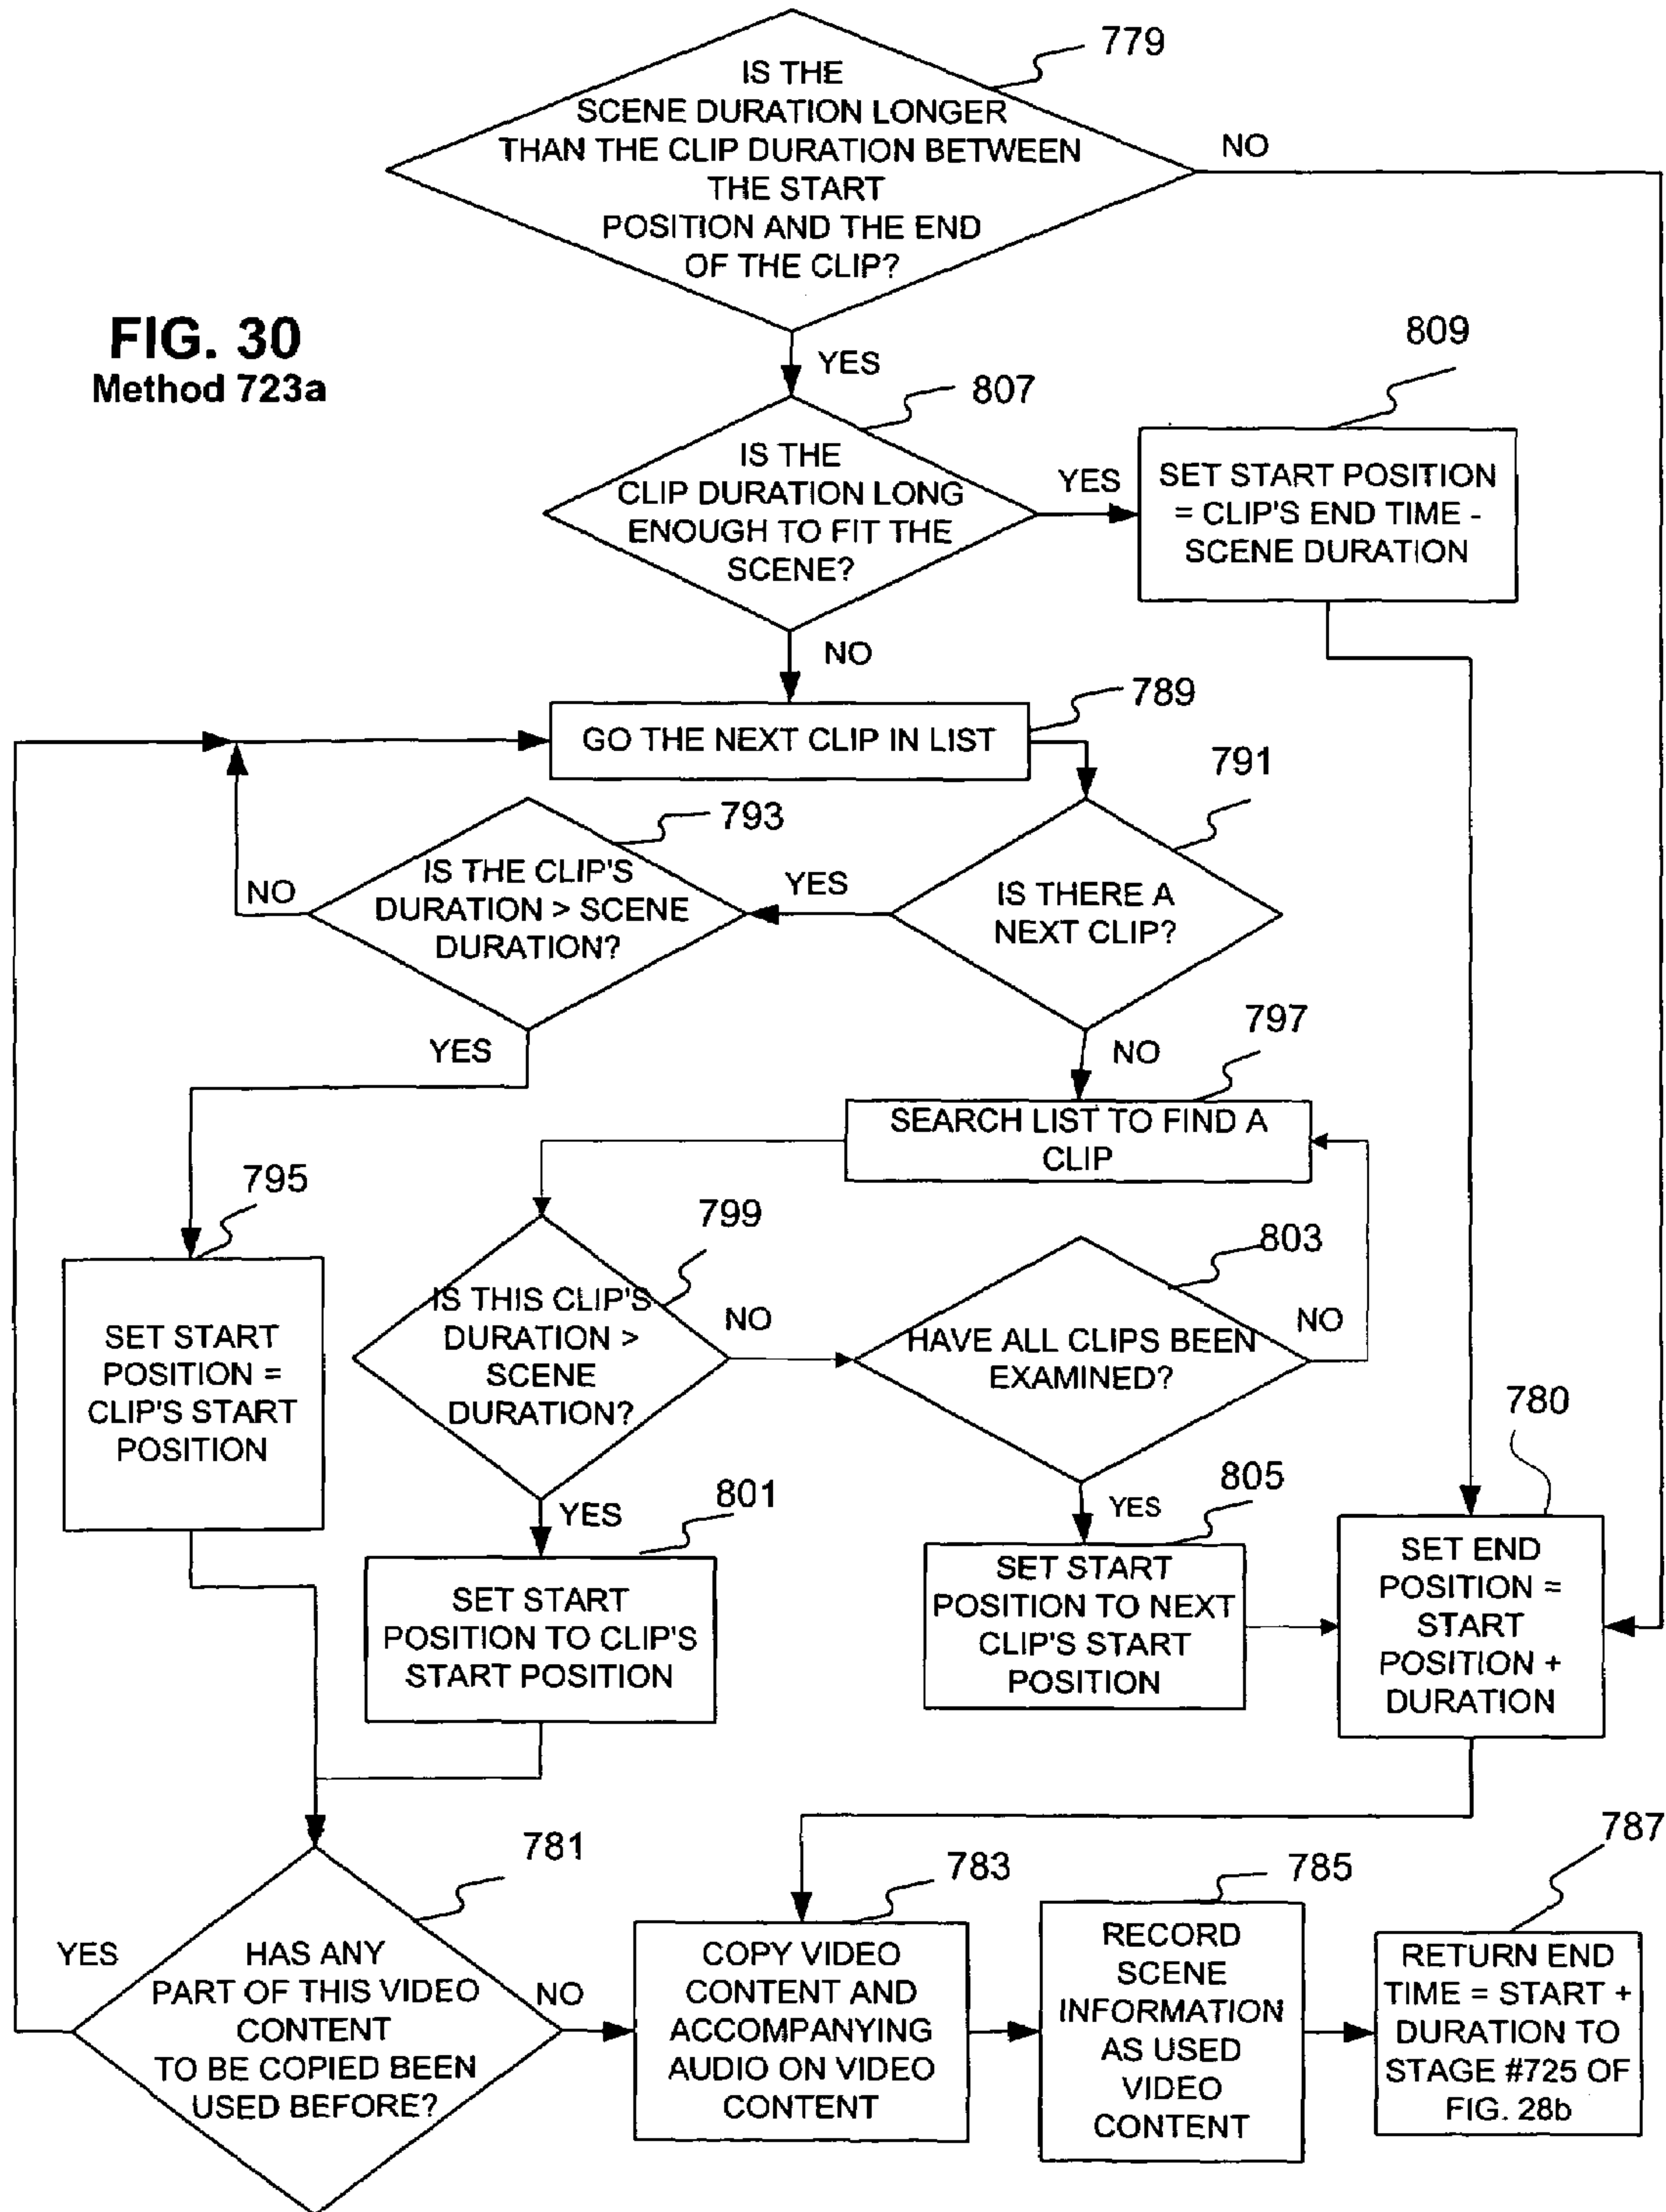 779
IS THE
SCENE DURATION LONGER
THAN THE CLIP DURATION BETWEEN
THE START
POSITION AND THE END
OF THE CLIP?
NO
FIG. 30
Method 723a
YES
807
IS THE
CLIP DURATION LONG
ENOUGH TO FIT THE
SCENE?
YES
809
SET START POSITION
= CLIP'S END TIME -
SCENE DURATION
NO
789
GO THE NEXT CLIP IN LIST
791
IS THERE A
NEXT CLIP?
YES
793
IS THE CLIP'S
DURATION > SCENE
DURATION?
NO
YES
NO
797
SEARCH LIST TO FIND A
CLIP
795
SET START
POSITION =
CLIP'S START
POSITION
799
IS THIS CLIP'S
DURATION >
SCENE
DURATION?
NO
803
HAVE ALL CLIPS BEEN
EXAMINED?
NO
YES
801
SET START
POSITION TO CLIP'S
START POSITION
YES
805
SET START
POSITION TO NEXT
CLIP'S START
POSITION
780
SET END
POSITION =
START
POSITION +
DURATION
781
HAS ANY
PART OF THIS VIDEO
CONTENT
TO BE COPIED BEEN
USED BEFORE?
YES
NO
783
COPY VIDEO
CONTENT AND
ACCOMPANYING
AUDIO ON VIDEO
CONTENT
785
RECORD
SCENE
INFORMATION
AS USED
VIDEO
CONTENT
787
RETURN END
TIME = START +
DURATION TO
STAGE #725 OF
FIG. 28b